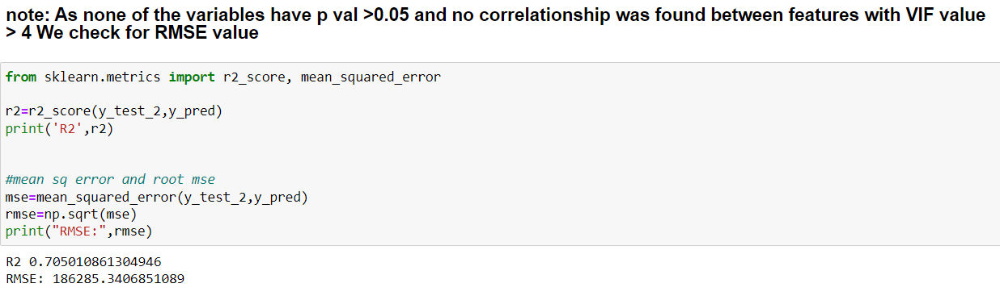 note: As none of the variables have p val >0.05 and no correlationship was found between features with VIF value
> 4 We check for RMSE value
from sklearn.metrics import r2_score, mean_squared_error
r2=r2_score(y_test_2,y_pred)
print('R2',r2)
#mean sq error and root mse
mse=mean_squared_error(y_test_2,y_pred)
rmse=np.sqrt(mse)
print("RMSE:",rmse)
R2 0.705010861304946
RMSE: 186285.3406851089